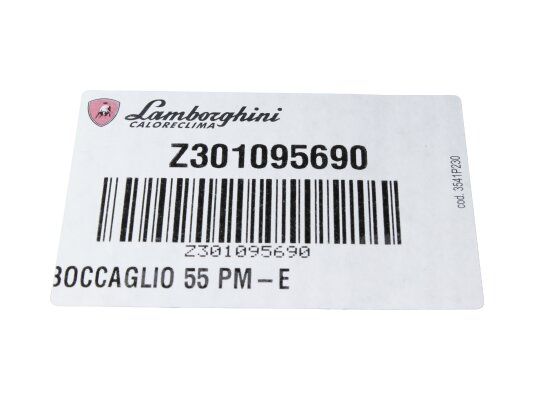 Lamborghini
CALORECLIMA
Z301095690
Z301095690
BOCCAGLIO 55 PM-E
cod. 3541P230